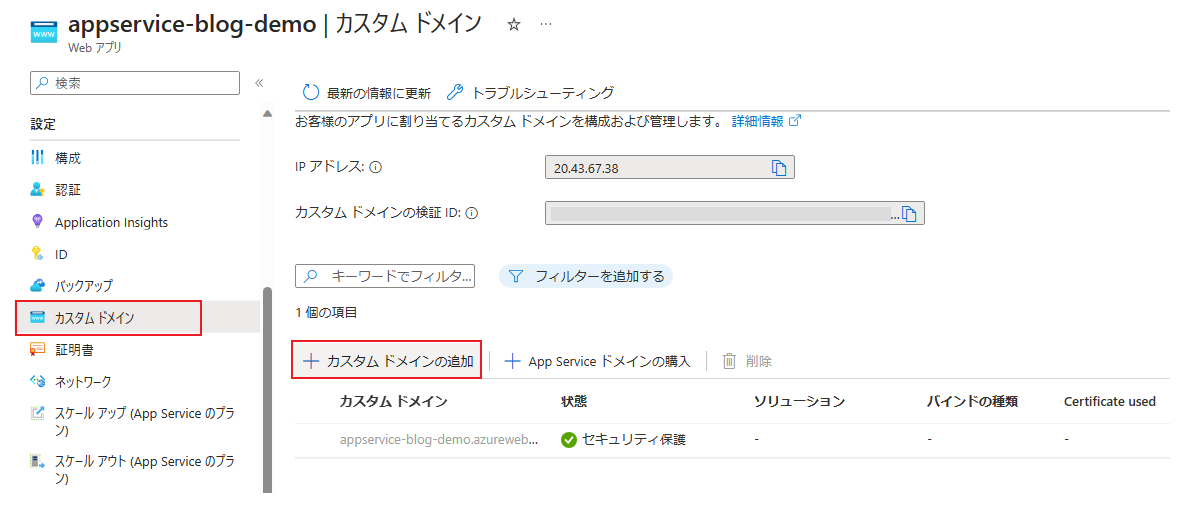 appservice-blog-demo | カスタム ドメイン ☆ …
Web アプリ
検索
«
設定
構成
認証
Application Insights
ID
バックアップ
カスタム ドメイン
証明書
ネットワーク
スケール アップ (App Service のプラ
ン)
スケール アウト (App Service のプラ
ン)
最新の情報に更新 トラブルシューティング
お客様のアプリに割り当てるカスタム ドメインを構成および管理します。 詳細情報
IP アドレス: 20.43.67.38
カスタム ドメインの検証 ID: ...
キーワードでフィルタ... フィルターを追加する
1 個の項目
+ カスタム ドメインの追加 + App Service ドメインの購入 削除
カスタム ドメイン 状態 ソリューション バインドの種類 Certificate used
appservice-blog-demo.azureweb... セキュリティ保護 - - -